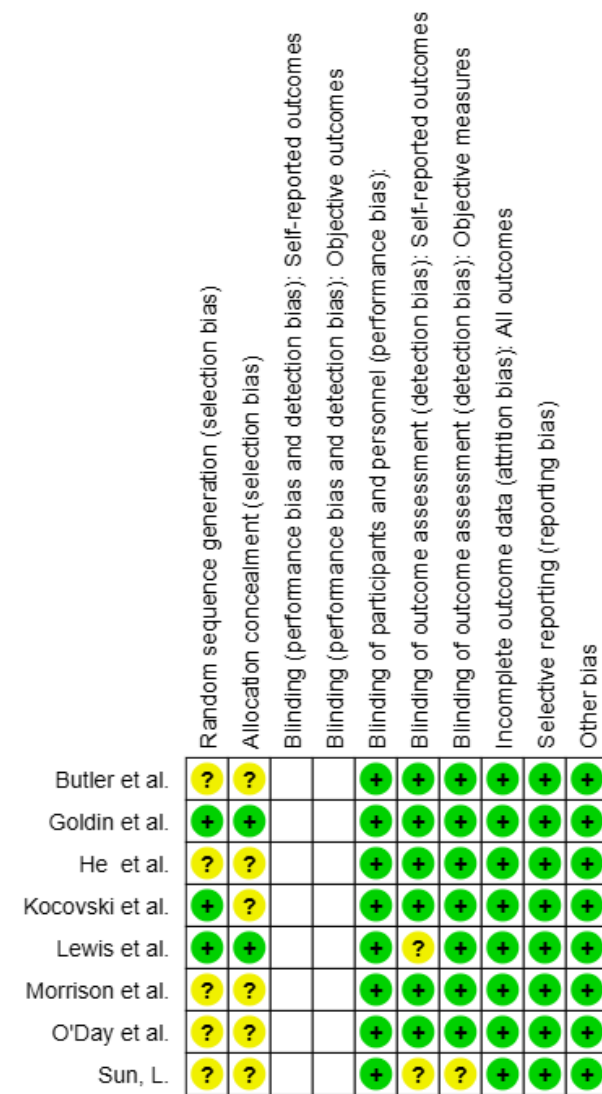 Random sequence generation (selection bias)
Allocation concealment (selection bias)
Blinding (performance bias and detection bias): Self-reported outcomes
Blinding (performance bias and detection bias): Objective outcomes
Blinding of participants and personnel (performance bias):
Blinding of outcome assessment (detection bias): Self-reported outcomes
Blinding of outcome assessment (detection bias): Objective measures
Incomplete outcome data (attrition bias): All outcomes
Selective reporting (reporting bias)
Other bias
Butler et al. ? ? + + + + + +
Goldin et al. + + + + + + + +
He  et al. ? ? + + + + + +
Kocovski et al. + ? + + + + + +
Lewis et al. + + + ? + + + +
Morrison et al. ? ? + + + + + +
O'Day et al. ? ? + + + + + +
Sun, L. ? ? + ? ? + + +